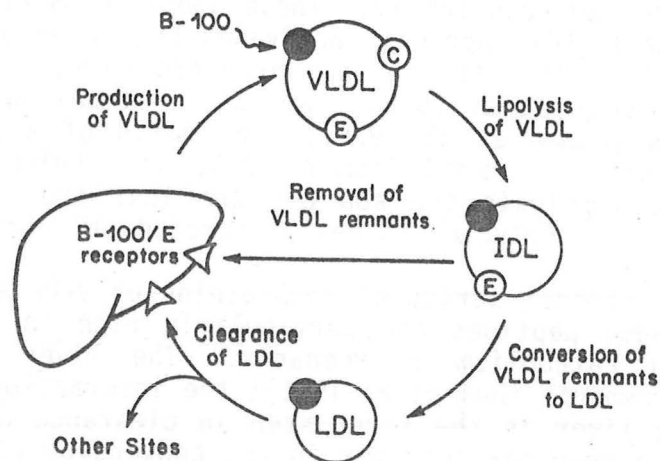 B-100
C
VLDL
E
Production
of VLDL
Lipolysis
of VLDL
Removal of
VLDL remnants
B-100/E
receptors
IDL
E
Clearance
of LDL
Conversion of
VLDL remnants
to LDL
LDL
Other Sites